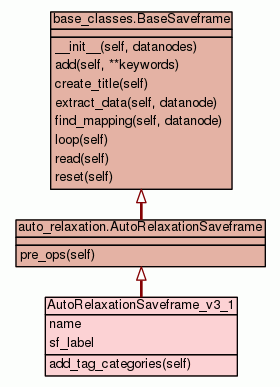 base_classes.BaseSaveframe
__init__(self, datanodes)
add(self, **keywords)
create_title(self)
extract_data(self, datanode)
find_mapping(self, datanode)
loop(self)
read(self)
reset(self)
auto_relaxation.AutoRelaxationSaveframe
pre_ops(self)
AutoRelaxationSaveframe_v3_1
name
sf_label
add_tag_categories(self)